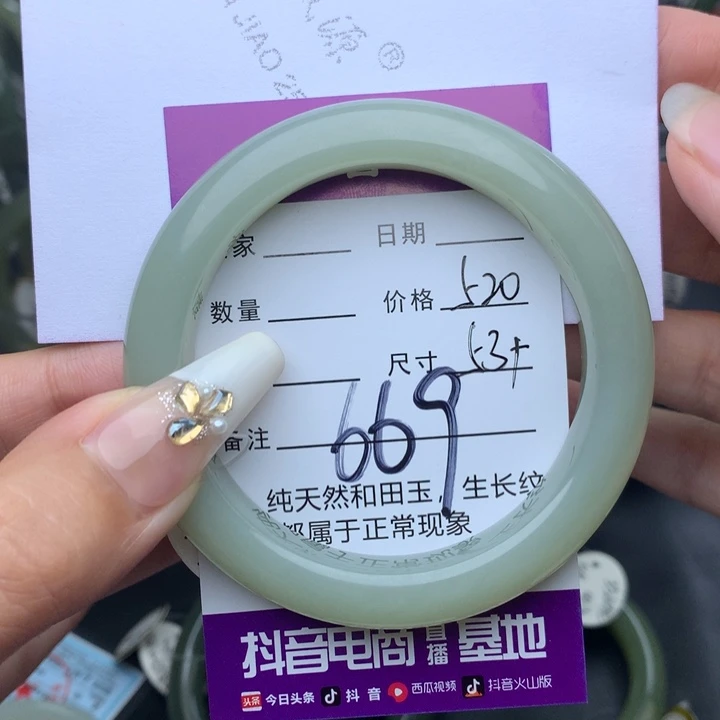 源®
JIAO
家 日期
数量 价格 520
尺寸 53+
备注 669
纯天然和田玉，生长纹
都属于正常现象
抖音电商直播基地
今日头条 抖音 西瓜视频 抖音火山版